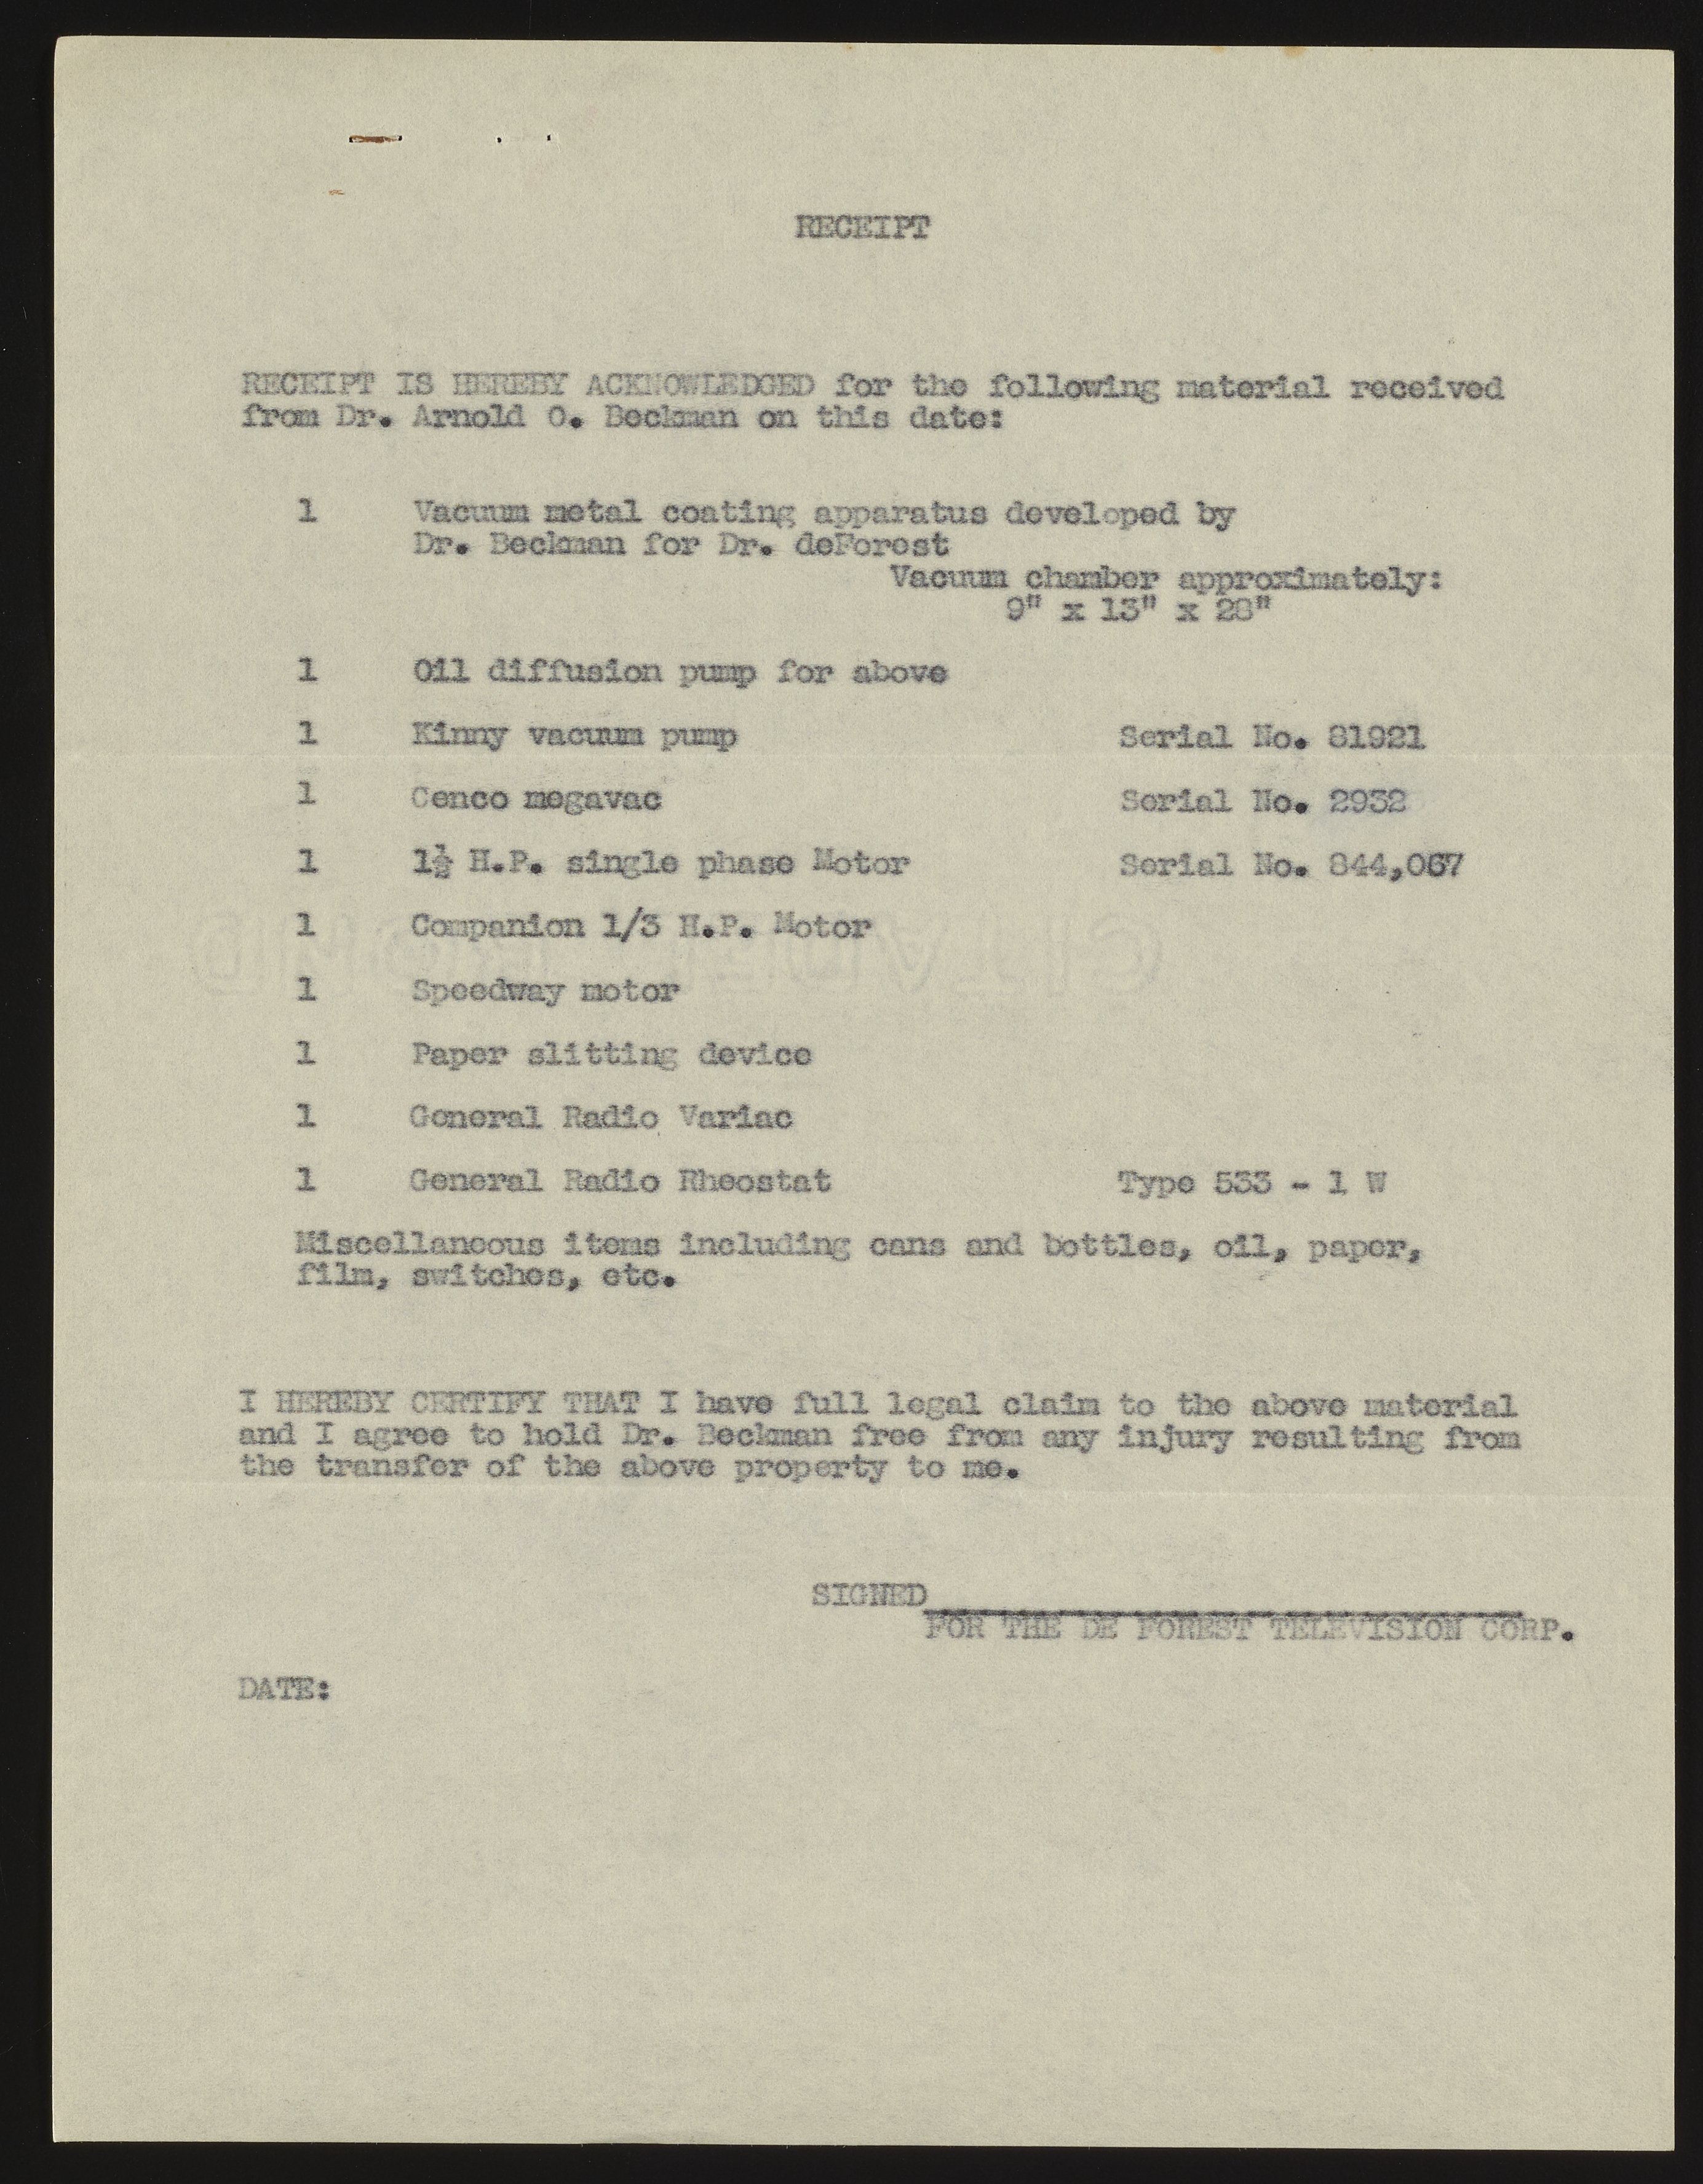 RECEIPT
RECEIPT IS HEREBY ACKNOWLEDGED for the following material received
from Dr. Arnold O. Beckman on this date:
1 Vacuum metal coating apparatus developed by
Dr. Beckman for Dr. deForest
Vacuum chamber approximately:
9" x 13" x 28"
1 Oil diffusion pump for above
1 Kinny vacuum pump Serial No. 81921
1 Cenco megavac Serial No. 2932
1 1½ H.P. single phase Motor Serial No. 844,067
1 Companion 1/3 H.P. Motor
1 Speedway motor
1 Paper slitting device
1 General Radio Variac
1 General Radio Rheostat Type 533 - 1 W
Miscellaneous items including cans and bottles, oil, paper,
film, switches, etc.
I HEREBY CERTIFY THAT I have full legal claim to the above material
and I agree to hold Dr. Beckman free from any injury resulting from
the transfer of the above property to me.
SIGNED
FOR THE DE FOREST TELEVISION CORP.
DATE: